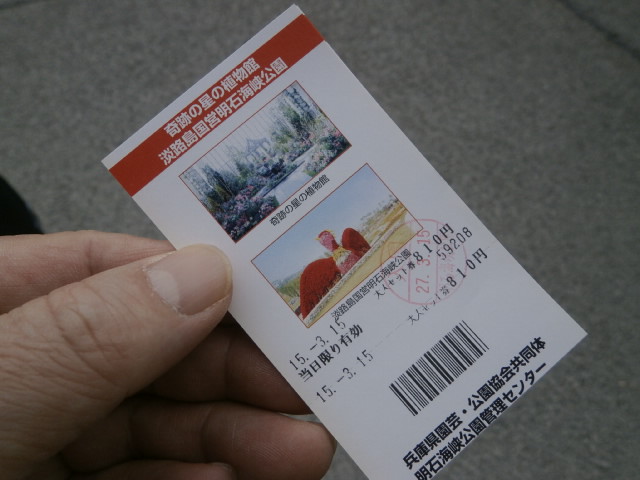 奇跡の星の植物館
淡路島国営明石海峡公園
奇跡の星の植物館
淡路島国営明石海峡公園
大人セット券 810円
27.3.15
59208
大人セット券 810円
15.-3.15
当日限り有効
15.-3.15
兵庫県園芸・公園協会共同体
明石海峡公園管理センター